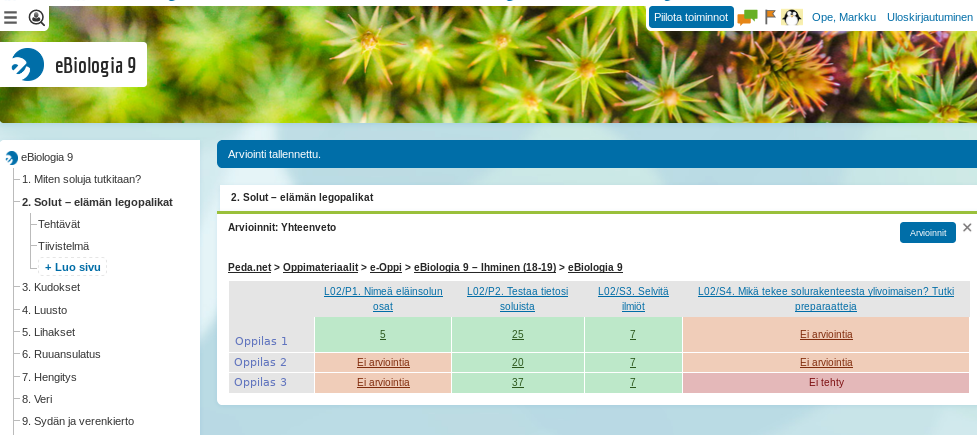 Piilota toiminnot Ope, Markku Uloskirjautuminen
eBiologia 9
eBiologia 9
1. Miten soluja tutkitaan?
2. Solut – elämän legopalikat
Tehtävät
Tiivistelmä
+ Luo sivu
3. Kudokset
4. Luusto
5. Lihakset
6. Ruuansulatus
7. Hengitys
8. Veri
9. Sydän ja verenkierto
Arviointi tallennettu.
2. Solut – elämän legopalikat
Arvioinnit: Yhteenveto
Arvioinnit
Peda.net > Oppimateriaalit > e-Oppi > eBiologia 9 – Ihminen (18-19) > eBiologia 9
L02/P1. Nimeä eläinsolun L02/P2. Testaa tietosi L02/S3. Selvitä L02/S4. Mikä tekee solurakenteesta ylivoimaisen? Tutki
osat soluista ilmiöt preparaatteja
Oppilas 1 5 25 7 Ei arviointia
Oppilas 2 Ei arviointia 20 7 Ei arviointia
Oppilas 3 Ei arviointia 37 7 Ei tehty